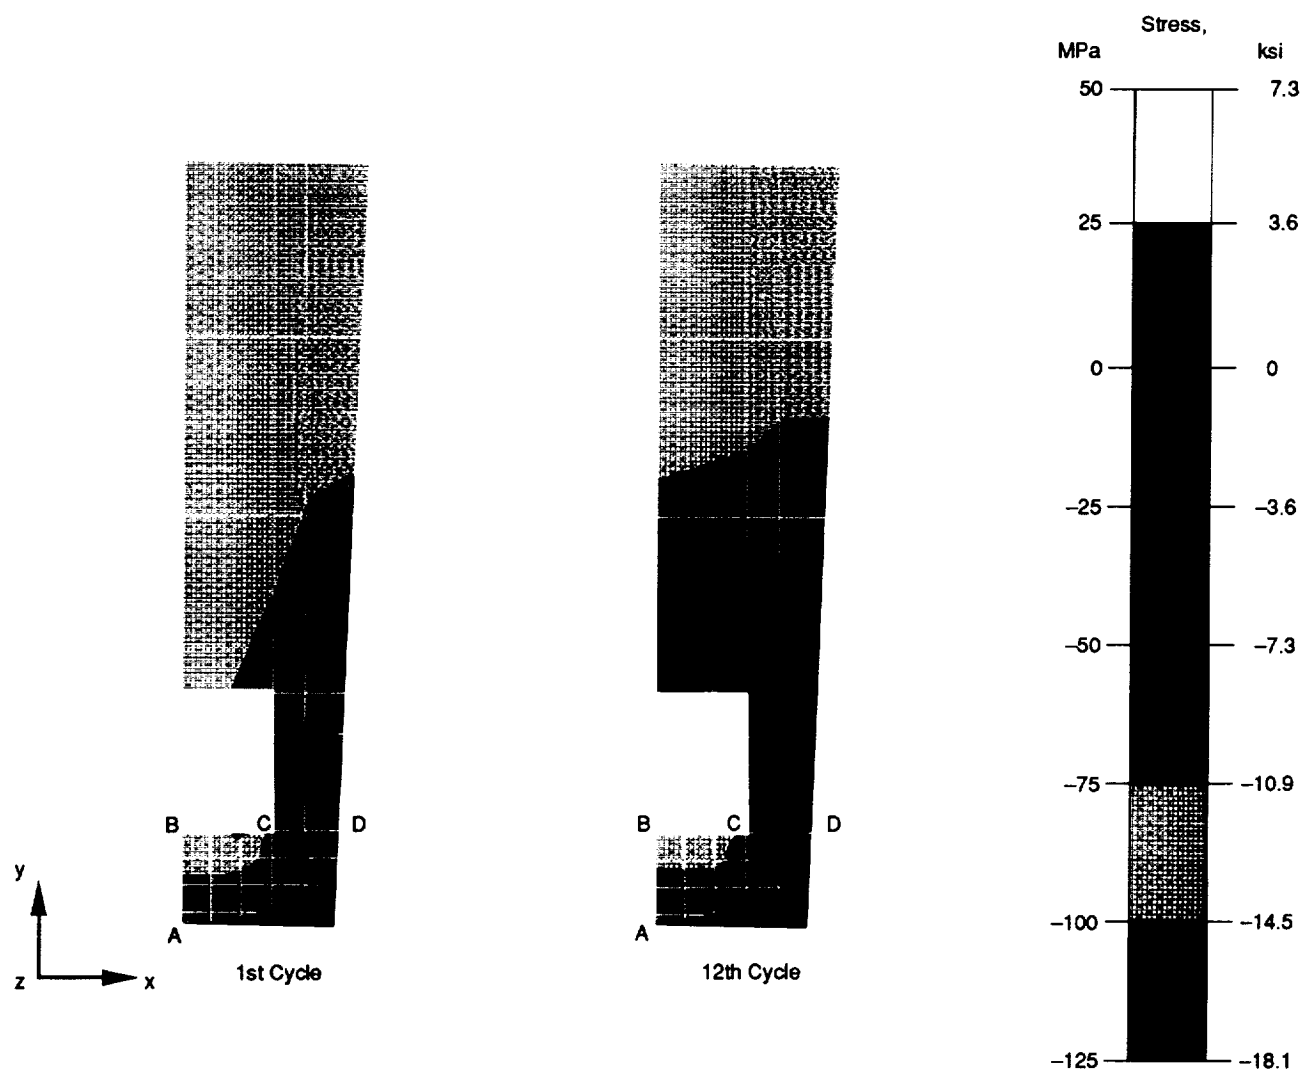 Stress,
MPa ksi
50 7.3
25 3.6
0 0
−25 −3.6
−50 −7.3
−75 −10.9
−100 −14.5
−125 −18.1
B C D
A
1st Cycle
B C D
A
12th Cycle
y
z x